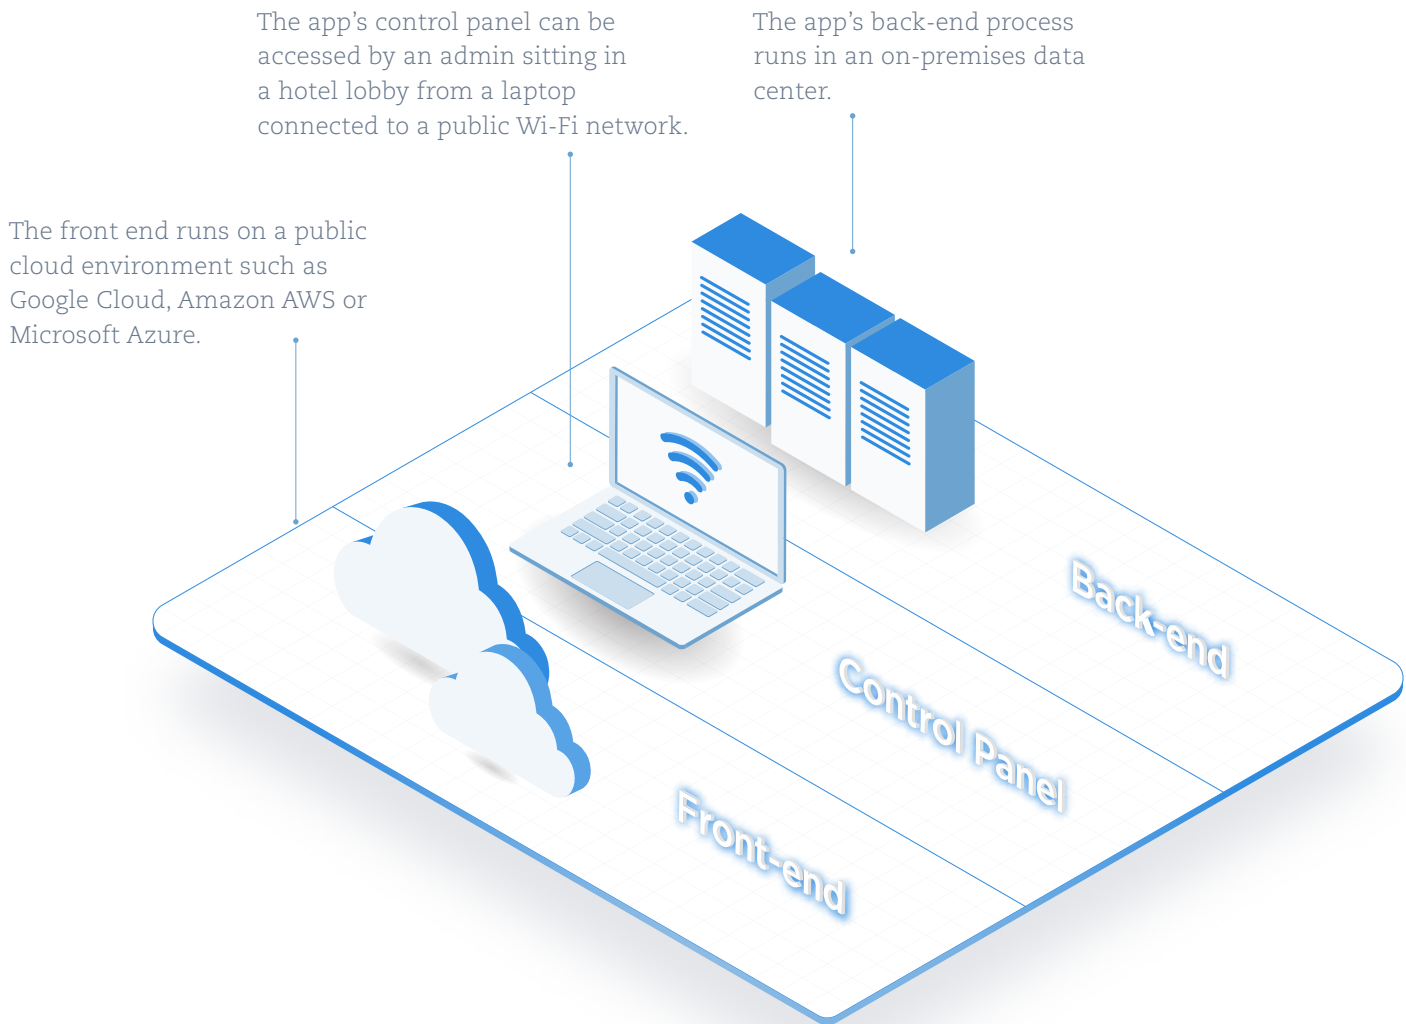 The app’s control panel can be
accessed by an admin sitting in
a hotel lobby from a laptop
connected to a public Wi-Fi network.
The app’s back-end process
runs in an on-premises data
center.
The front end runs on a public
cloud environment such as
Google Cloud, Amazon AWS or
Microsoft Azure.
Back-end
Control Panel
Front-end